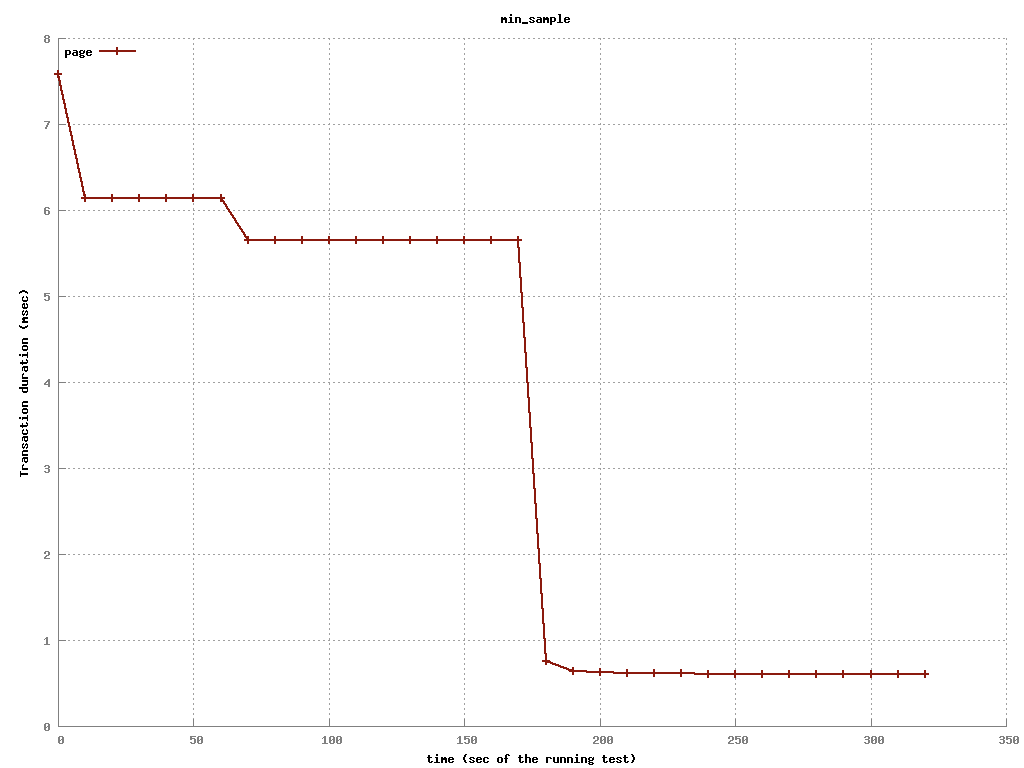 min_sample
page
8
7
6
5
4
3
2
1
0
Transaction duration (msec)
0 50 100 150 200 250 300 350
time (sec of the running test)